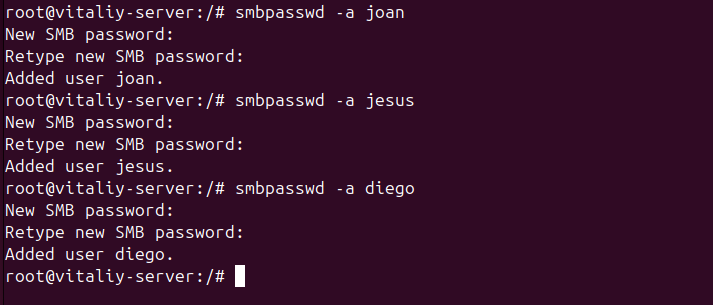 root@vitaliy-server:/# smbpasswd -a joan
New SMB password:
Retype new SMB password:
Added user joan.
root@vitaliy-server:/# smbpasswd -a jesus
New SMB password:
Retype new SMB password:
Added user jesus.
root@vitaliy-server:/# smbpasswd -a diego
New SMB password:
Retype new SMB password:
Added user diego.
root@vitaliy-server:/#